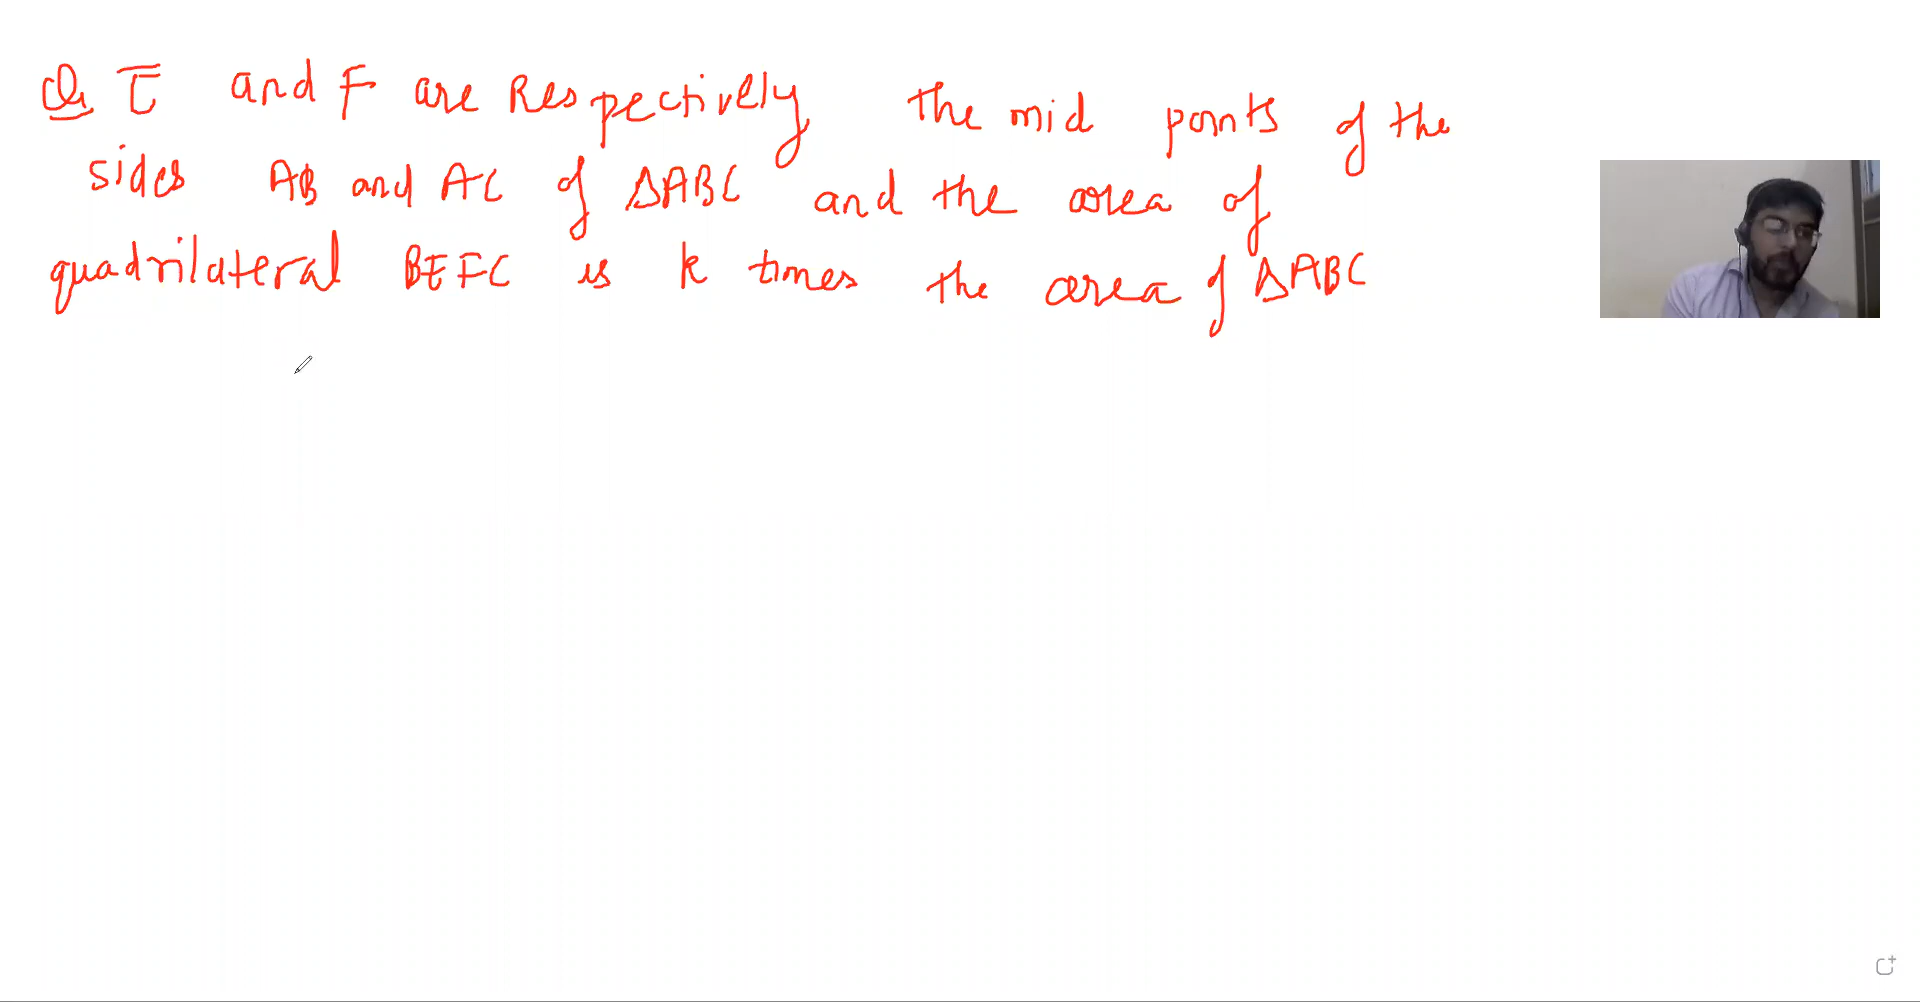 Q. E and F are Respectively the mid points of the
sides AB and AC of ΔABC and the area of
quadrilateral BEFC is k times the area of ΔABC